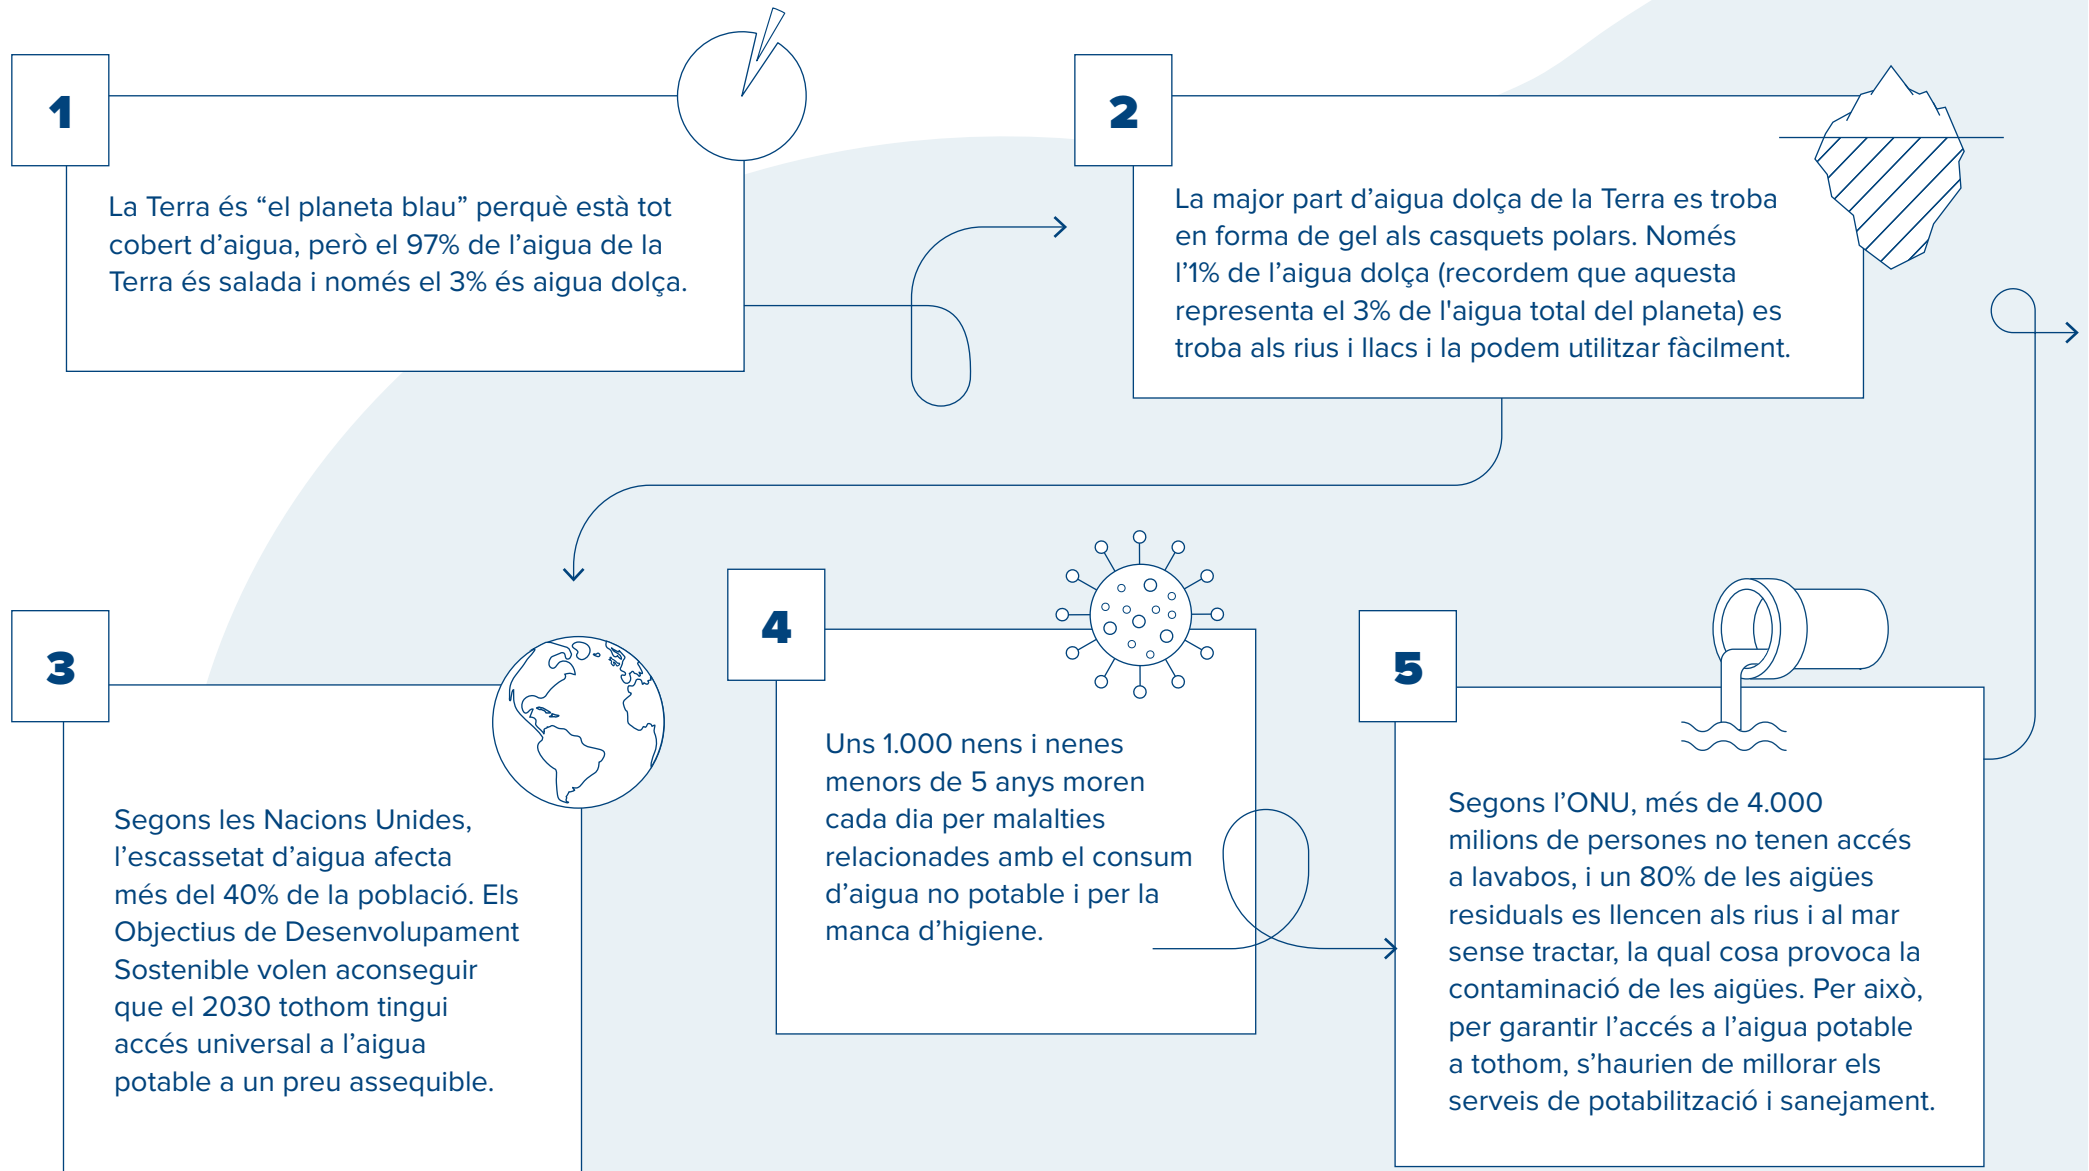 1
La Terra és “el planeta blau” perquè està tot
cobert d’aigua, però el 97% de l’aigua de la
Terra és salada i només el 3% és aigua dolça.
2
La major part d’aigua dolça de la Terra es troba
en forma de gel als casquets polars. Només
l’1% de l’aigua dolça (recordem que aquesta
representa el 3% de l'aigua total del planeta) es
troba als rius i llacs i la podem utilitzar fàcilment.
3
Segons les Nacions Unides,
l’escassetat d’aigua afecta
més del 40% de la població. Els
Objectius de Desenvolupament
Sostenible volen aconseguir
que el 2030 tothom tingui
accés universal a l’aigua
potable a un preu assequible.
4
Uns 1.000 nens i nenes
menors de 5 anys moren
cada dia per malalties
relacionades amb el consum
d’aigua no potable i per la
manca d’higiene.
5
Segons l’ONU, més de 4.000
milions de persones no tenen accés
a lavabos, i un 80% de les aigües
residuals es llencen als rius i al mar
sense tractar, la qual cosa provoca la
contaminació de les aigües. Per això,
per garantir l’accés a l’aigua potable
a tothom, s’haurien de millorar els
serveis de potabilització i sanejament.